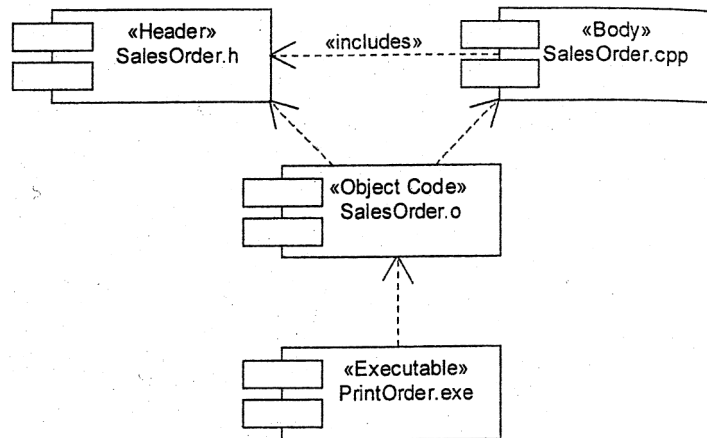 «Header»
SalesOrder.h
«includes»
«Body»
SalesOrder.cpp
«Object Code»
SalesOrder.o
«Executable»
PrintOrder.exe